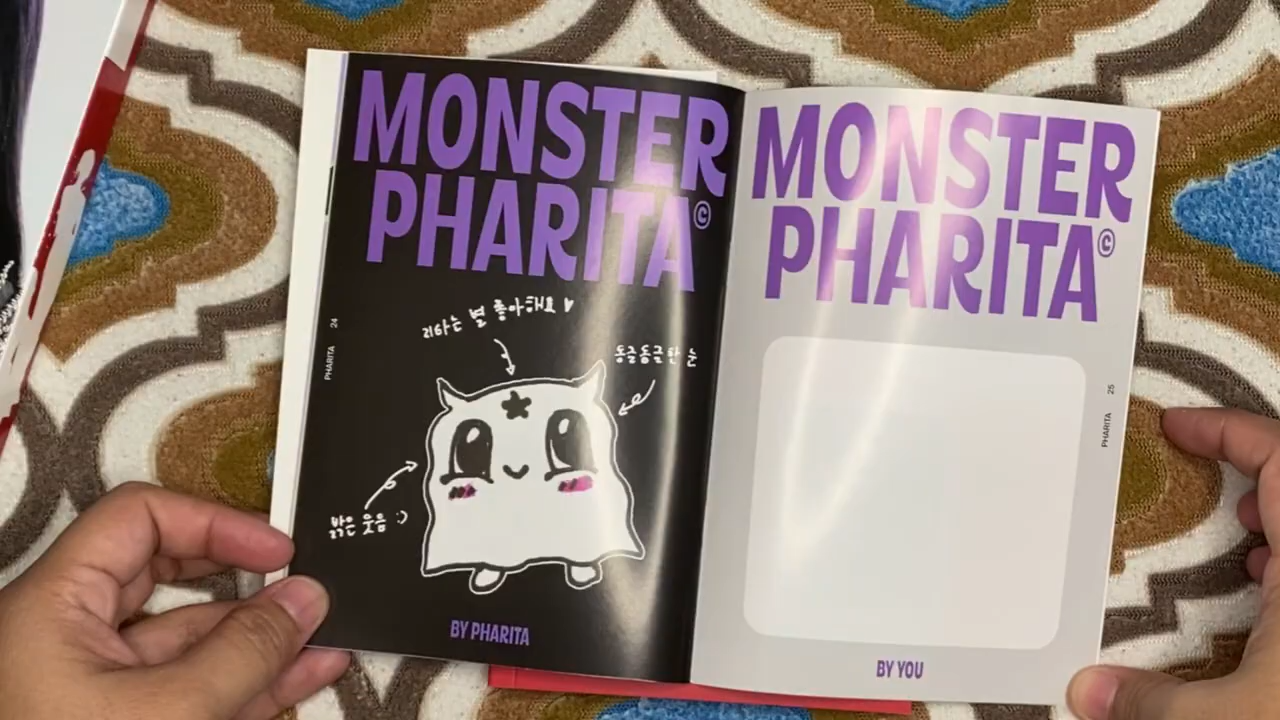 MONSTER
PHARITA©
리하는 별 좋아해요 ♥
동글동글한 눈
밝은 웃음 :)
BY PHARITA
PHARITA 24
MONSTER
PHARITA©
BY YOU
PHARITA 25